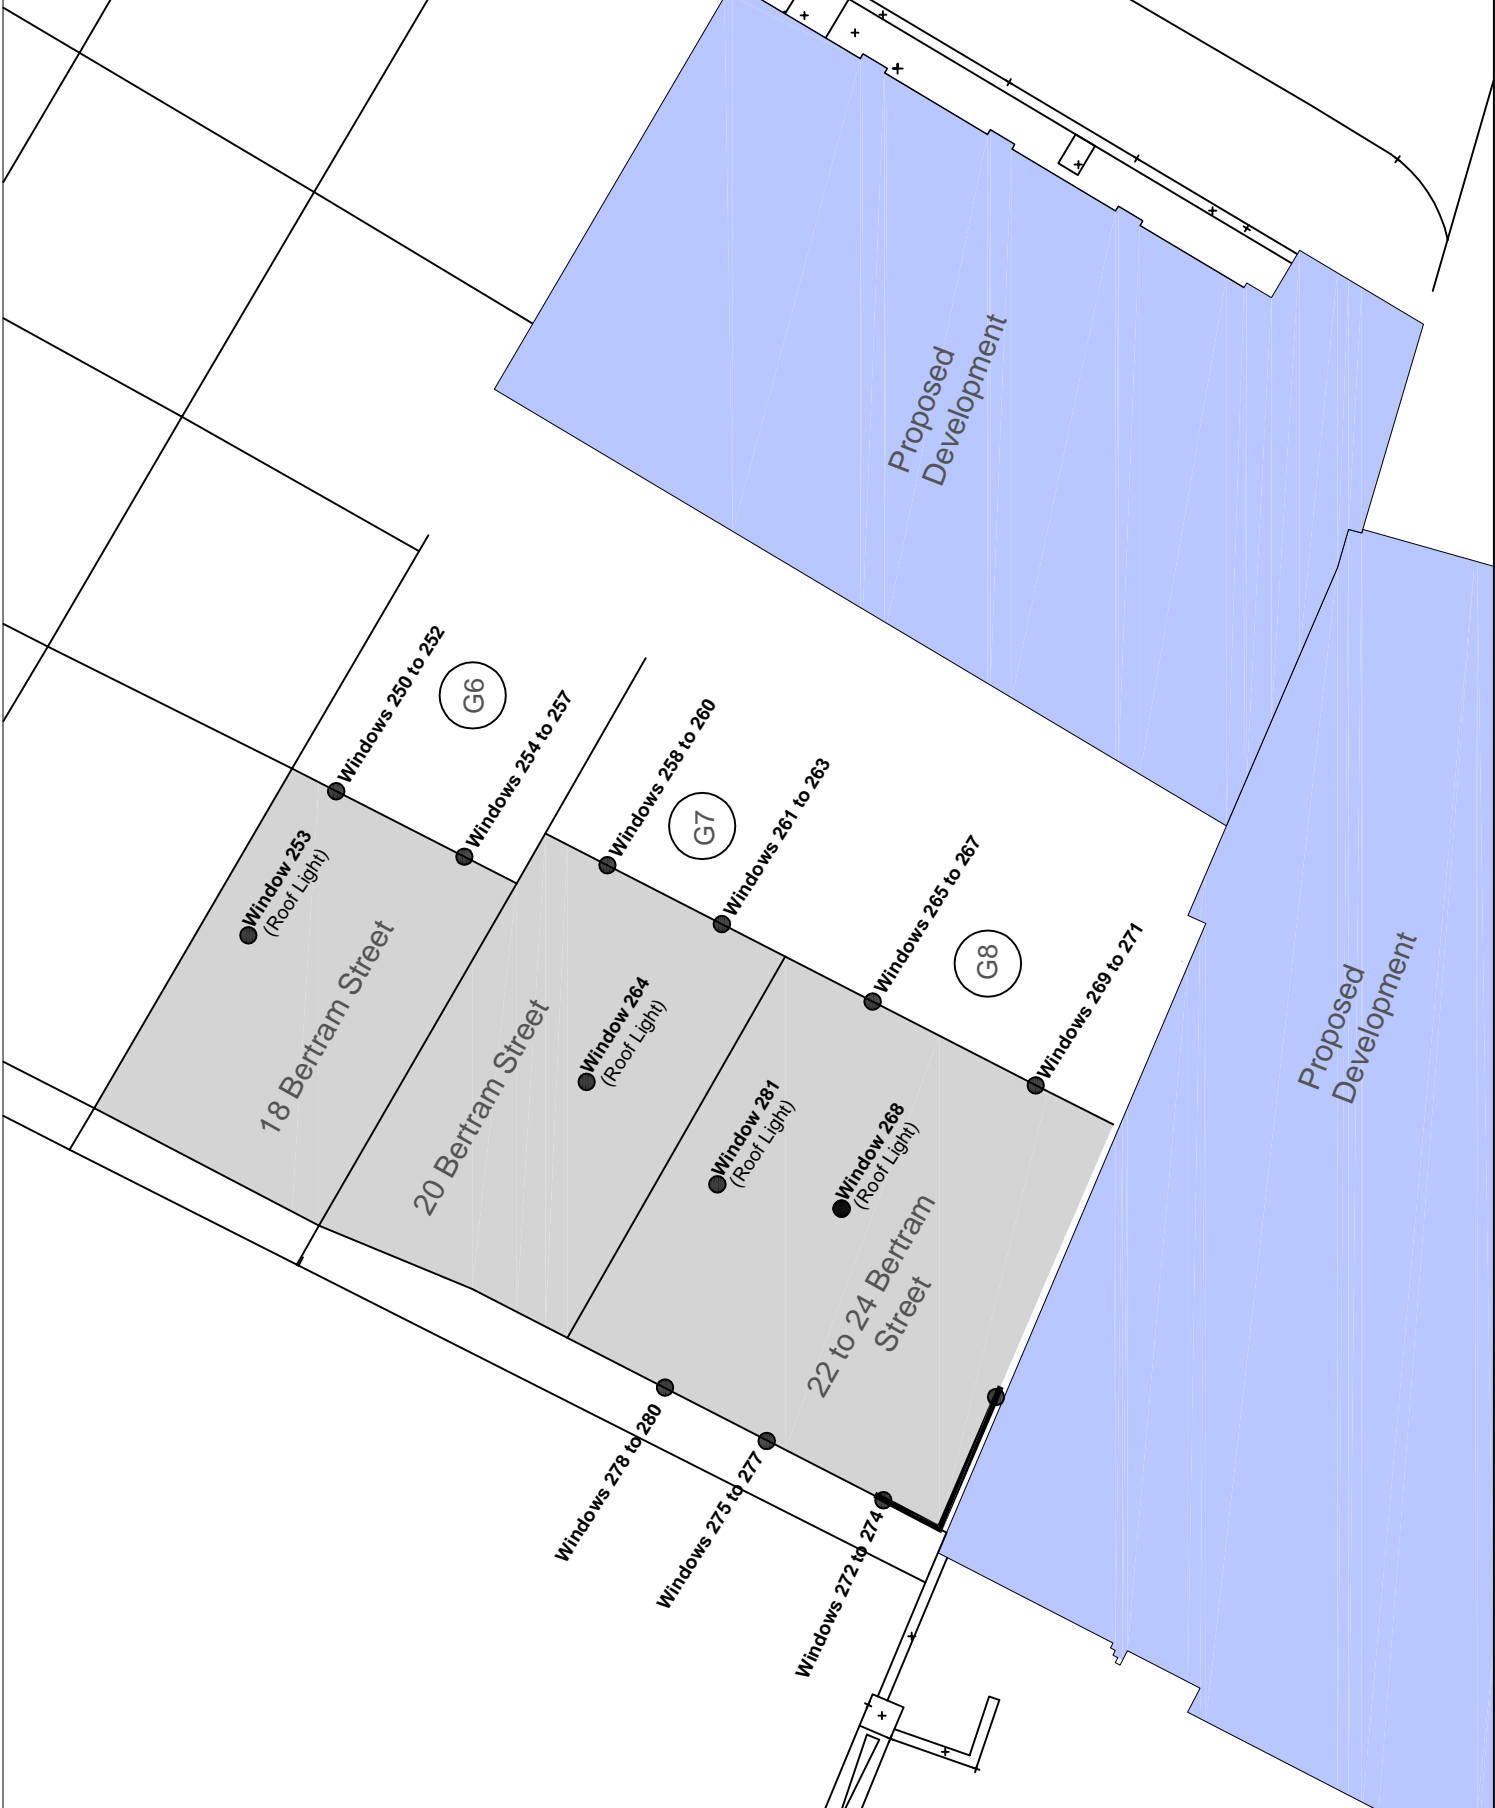 Proposed
Development
Windows 250 to 252
G6
Windows 254 to 257
Windows 258 to 260
G7
Windows 261 to 263
Window 253
(Roof Light)
18 Bertram Street
Windows 265 to 267
G8
Windows 269 to 271
20 Bertram Street
Window 264
(Roof Light)
Window 281
(Roof Light)
Window 268
(Roof Light)
22 to 24 Bertram
Street
Proposed
Development
Windows 278 to 280
Windows 275 to 277
Windows 272 to 274